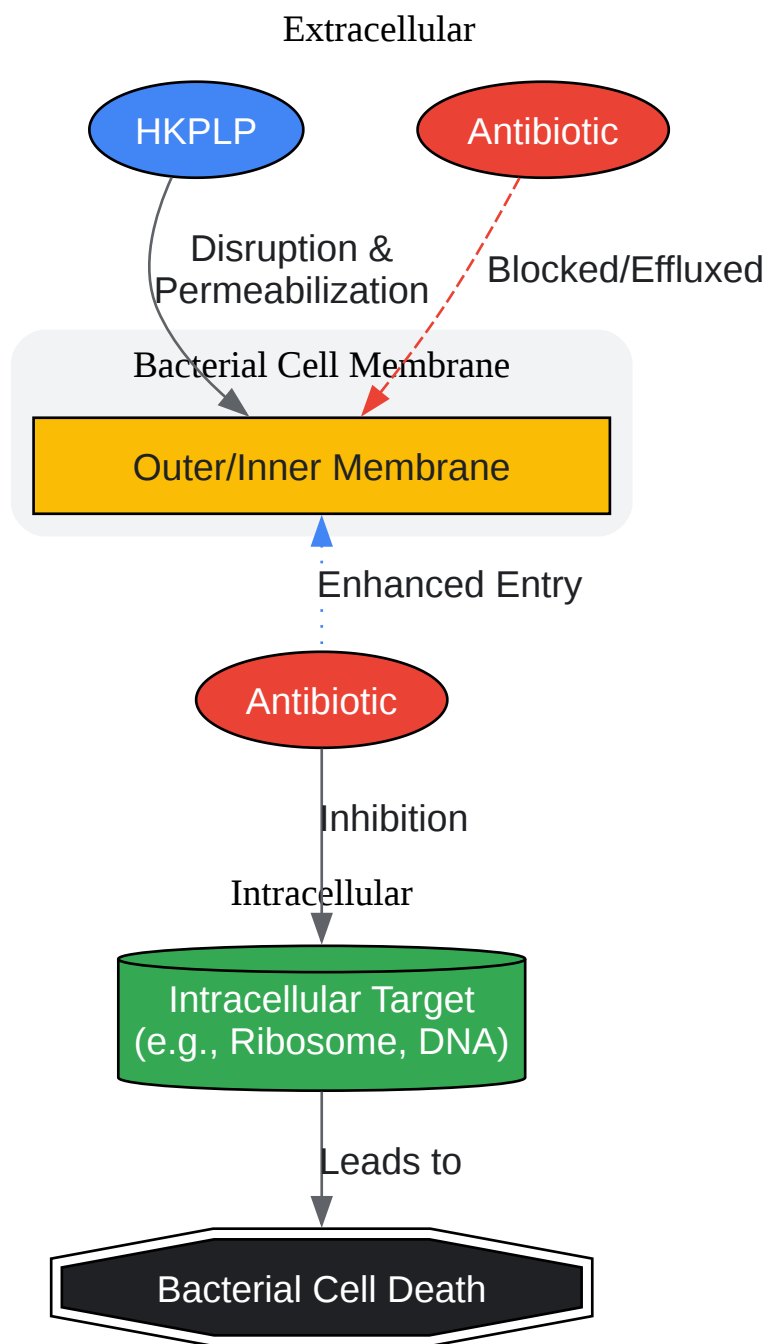 Extracellular
HKPLP
Antibiotic
Disruption &
Permeabilization
Blocked/Effluxed
Bacterial Cell Membrane
Outer/Inner Membrane
Enhanced Entry
Antibiotic
Inhibition
Intracellular
Intracellular Target
(e.g., Ribosome, DNA)
Leads to
Bacterial Cell Death